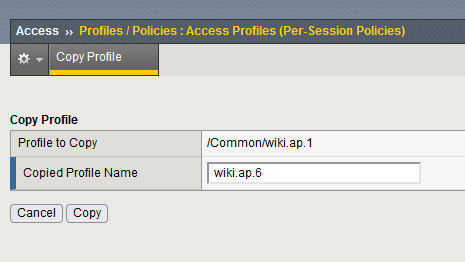 Access ›› Profiles / Policies : Access Profiles (Per-Session Policies)
Copy Profile
Copy Profile
Profile to Copy /Common/wiki.ap.1
Copied Profile Name wiki.ap.6
Cancel Copy